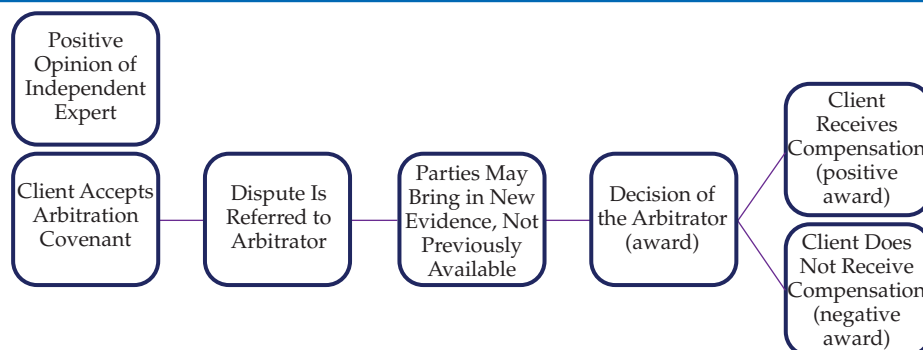 Positive
Opinion of
Independent
Expert
Client Accepts
Arbitration
Covenant
Dispute Is
Referred to
Arbitrator
Parties May
Bring in New
Evidence, Not
Previously
Available
Decision of
the Arbitrator
(award)
Client
Receives
Compensation
(positive
award)
Client Does
Not Receive
Compensation
(negative
award)